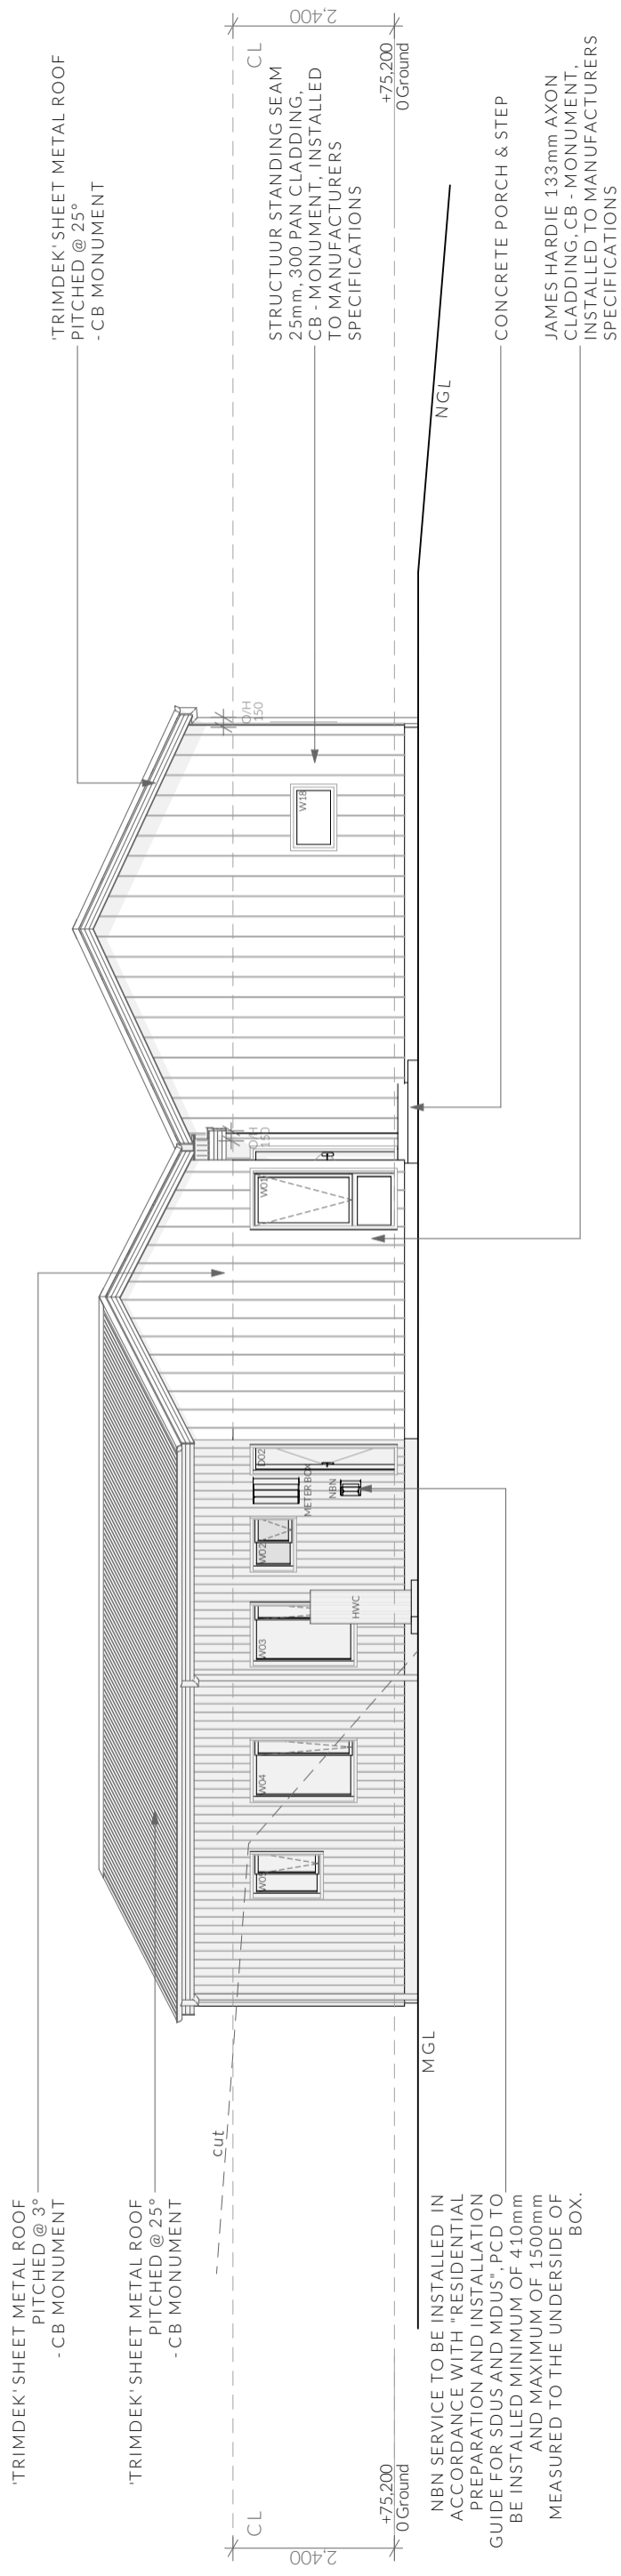 'TRIMDEK' SHEET METAL ROOF
PITCHED @ 3°
- CB MONUMENT
'TRIMDEK' SHEET METAL ROOF
PITCHED @ 25°
- CB MONUMENT
'TRIMDEK' SHEET METAL ROOF
PITCHED @ 25°
- CB MONUMENT
CL
2,400
+75,200
0 Ground
CL
2,400
+75,200
0 Ground
STRUCTUUR STANDING SEAM
25mm, 300 PAN CLADDING,
CB - MONUMENT, INSTALLED
TO MANUFACTURERS
SPECIFICATIONS
cut
W05
W04
W03
HWC
W02
METER BOX
NBN
D02
W01
O/H
150
W18
O/H
150
MGL
NGL
NBN SERVICE TO BE INSTALLED IN
ACCORDANCE WITH "RESIDENTIAL
PREPARATION AND INSTALLATION
GUIDE FOR SDUS AND MDUS", PCD TO
BE INSTALLED MINIMUM OF 410mm
AND MAXIMUM OF 1500mm
MEASURED TO THE UNDERSIDE OF
BOX.
CONCRETE PORCH & STEP
JAMES HARDIE 133mm AXON
CLADDING, CB - MONUMENT,
INSTALLED TO MANUFACTURERS
SPECIFICATIONS